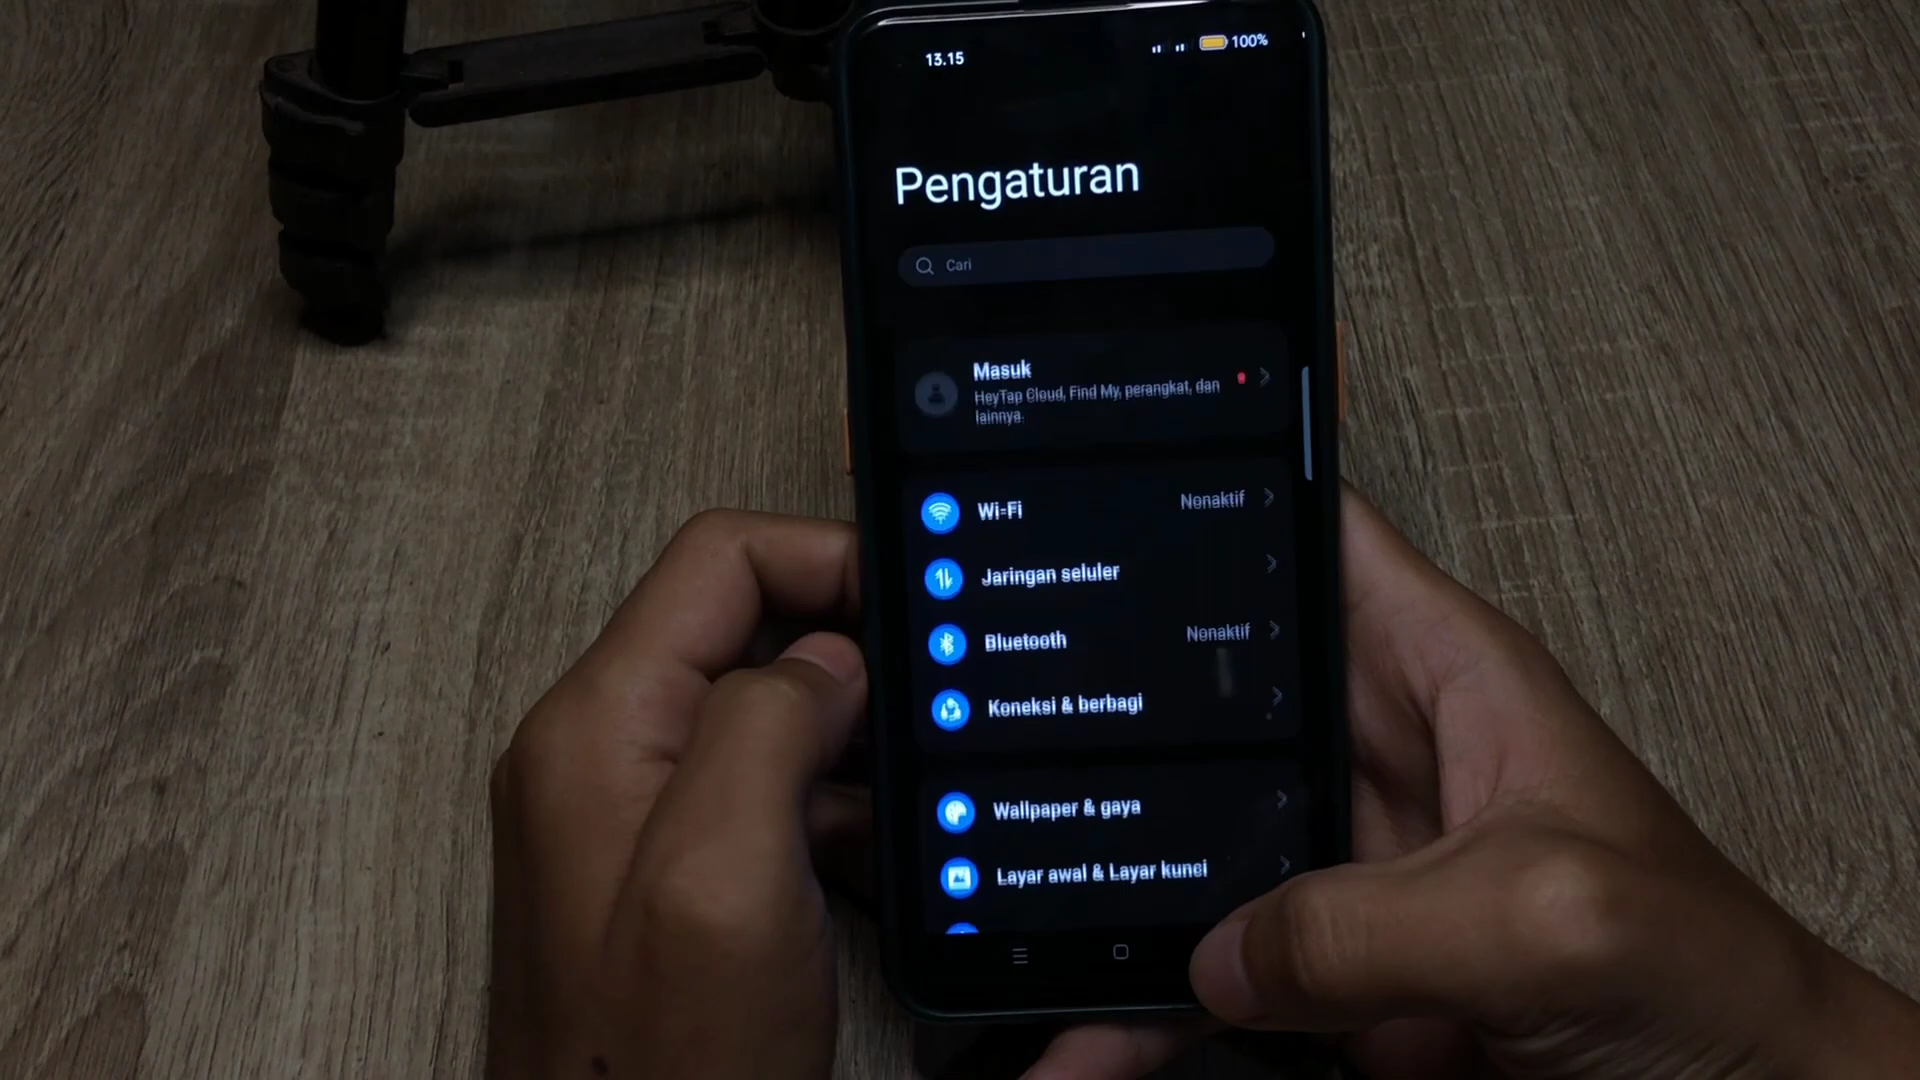 13.15
100%
Pengaturan
Cari
Masuk
HeyTap Cloud, Find My, perangkat, dan
lainnya.
Wi-Fi
Nonaktif
Jaringan seluler
Bluetooth
Nonaktif
Koneksi & berbagi
Wallpaper & gaya
Layar awal & Layar kunci